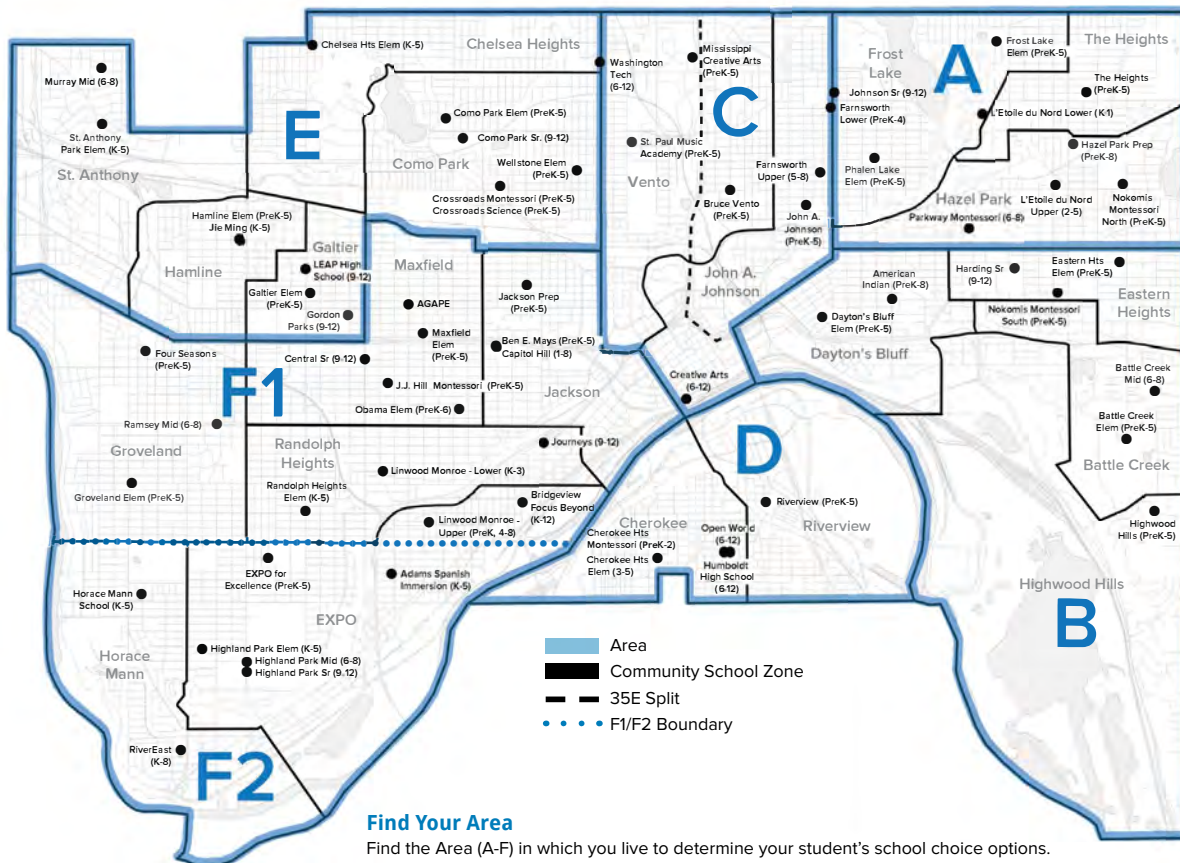 Chelsea Hts Elem (K-5)
Chelsea Heights
Murray Mid (6-8)
St. Anthony
Park Elem (K-5)
St. Anthony
E
Como Park Elem (PreK-5)
Como Park Sr. (9-12)
Como Park
Wellstone Elem
(PreK-5)
Crossroads Montessori (PreK-5)
Crossroads Science (PreK-5)
Washington
Tech
(6-12)
Mississippi
Creative Arts
(PreK-5)
C
St. Paul Music
Academy (PreK-5)
Vento
Bruce Vento
(PreK-5)
Farnsworth
Upper (5-8)
John A.
Johnson
(PreK-5)
John A.
Johnson
Frost
Lake
A
Frost Lake
Elem (PreK-5)
The Heights
The Heights
(PreK-5)
Johnson Sr (9-12)
Farnsworth
Lower (PreK-4)
L'Etoile du Nord Lower (K-1)
Hazel Park Prep
(PreK-8)
Phalen Lake
Elem (PreK-5)
Hazel Park
Parkway Montessori (6-8)
L'Etoile du Nord
Upper (2-5)
Nokomis
Montessori
North (PreK-5)
Hamline Elem (PreK-5)
Jie Ming (K-5)
Hamline
Galtier
LEAP High
School (9-12)
Galtier Elem
(PreK-5)
Gordon
Parks (9-12)
Maxfield
AGAPE
Maxfield
Elem
(PreK-5)
Jackson Prep
(PreK-5)
Ben E. Mays (PreK-5)
Capitol Hill (1-8)
Jackson
Four Seasons
(PreK-5)
Central Sr (9-12)
J.J. Hill Montessori (PreK-5)
Obama Elem (PreK-6)
F1
Ramsey Mid (6-8)
Groveland
Groveland Elem (PreK-5)
Randolph
Heights
Randolph Heights
Elem (K-5)
Linwood Monroe - Lower (K-3)
Journeys (9-12)
Bridgeview
Focus Beyond
(K-12)
Linwood Monroe -
Upper (PreK, 4-8)
Creative Arts
(6-12)
D
Cherokee
Cherokee Hts
Montessori (PreK-2)
Cherokee Hts
Elem (3-5)
Open World
(6-12)
Humboldt
High School
(6-12)
Riverview (PreK-5)
Riverview
American
Indian (PreK-8)
Dayton's Bluff
Elem (PreK-5)
Dayton's Bluff
Harding Sr
(9-12)
Eastern Hts
Elem (PreK-5)
Nokomis Montessori
South (PreK-5)
Eastern
Heights
Battle Creek
Mid (6-8)
Battle Creek
Elem (PreK-5)
Battle Creek
Highwood
Hills (PreK-5)
Highwood Hills
B
EXPO for
Excellence (PreK-5)
Adams Spanish
Immersion (K-5)
Horace Mann
School (K-5)
EXPO
Horace
Mann
Highland Park Elem (K-5)
Highland Park Mid (6-8)
Highland Park Sr (9.12)
RiverEast
(K-8)
F2
Area
Community School Zone
35E Split
F1/F2 Boundary
Find Your Area
Find the Area (A-F) in which you live to determine your student's school choice options.